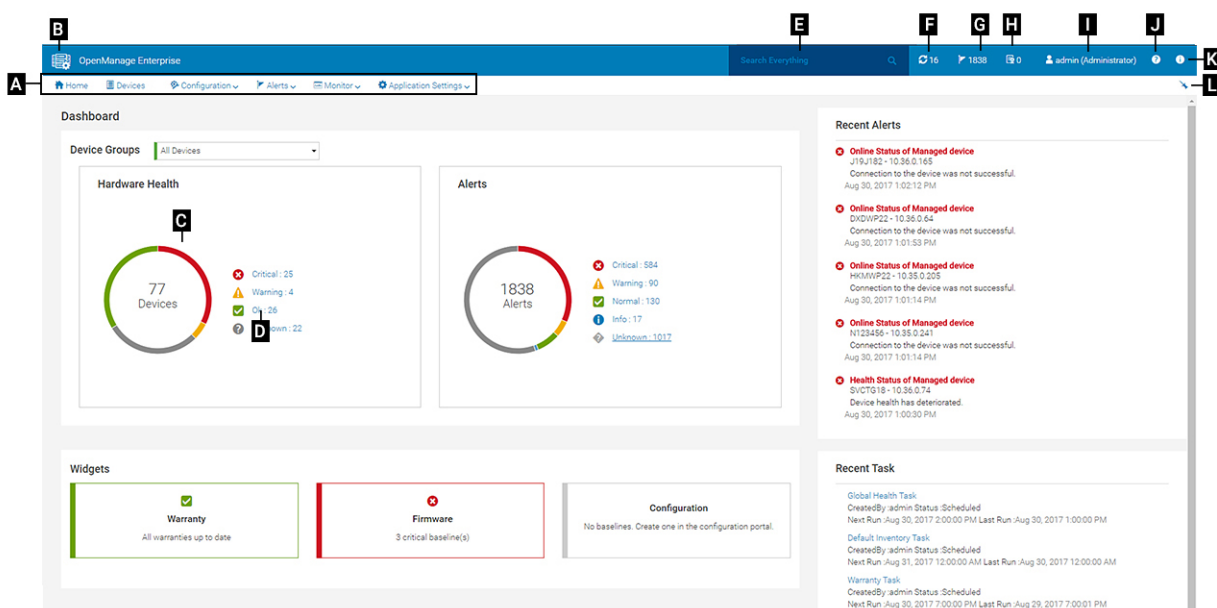 B E F G H I J
OpenManage Enterprise Search Everything 16 1838 0 admin (Administrator) K
A Home Devices Configuration Alerts Monitor Application Settings L
Dashboard
Device Groups All Devices
Hardware Health
C
77
Devices
Critical : 25
Warning : 4
Ok : 26
D
: 22
Alerts
1838
Alerts
Critical : 584
Warning : 90
Normal : 130
Info : 17
Unknown : 1017
Widgets
Warranty
All warranties up to date
Firmware
3 critical baseline(s)
Configuration
No baselines. Create one in the configuration portal.
Recent Alerts
Online Status of Managed device
J19J182 - 10.36.0.165
Connection to the device was not successful.
Aug 30, 2017 1:02:12 PM
Online Status of Managed device
DXDWP22 - 10.36.0.64
Connection to the device was not successful.
Aug 30, 2017 1:01:53 PM
Online Status of Managed device
HKMWP22 - 10.35.0.205
Connection to the device was not successful.
Aug 30, 2017 1:01:14 PM
Online Status of Managed device
N123456 - 10.35.0.241
Connection to the device was not successful.
Aug 30, 2017 1:01:14 PM
Health Status of Managed device
SVCTG18 - 10.36.0.74
Device health has deteriorated.
Aug 30, 2017 1:00:30 PM
Recent Task
Global Health Task
CreatedBy :admin Status :Scheduled
Next Run :Aug 30, 2017 2:00:00 PM Last Run :Aug 30, 2017 1:00:00 PM
Default Inventory Task
CreatedBy :admin Status :Scheduled
Next Run :Aug 31, 2017 12:00:00 AM Last Run :Aug 30, 2017 12:00:00 AM
Warranty Task
CreatedBy :admin Status :Scheduled
Next Run :Aug 30, 2017 7:00:00 PM Last Run :Aug 29, 2017 7:00:01 PM